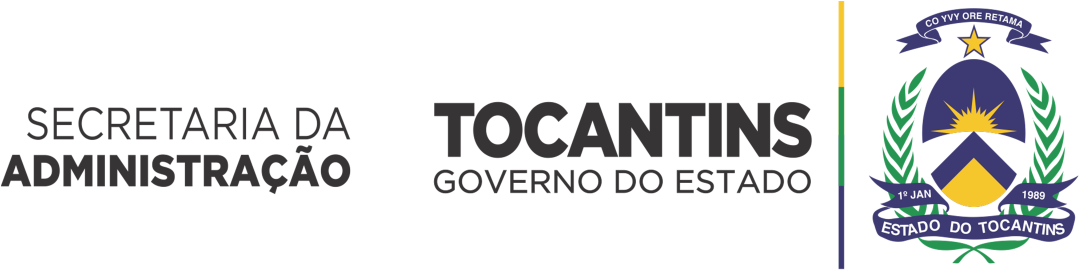 SECRETARIA DA
ADMINISTRAÇÃO
TOCANTINS
GOVERNO DO ESTADO
CO YVY ORE RETAMA
1º JAN 1989
ESTADO DO TOCANTINS